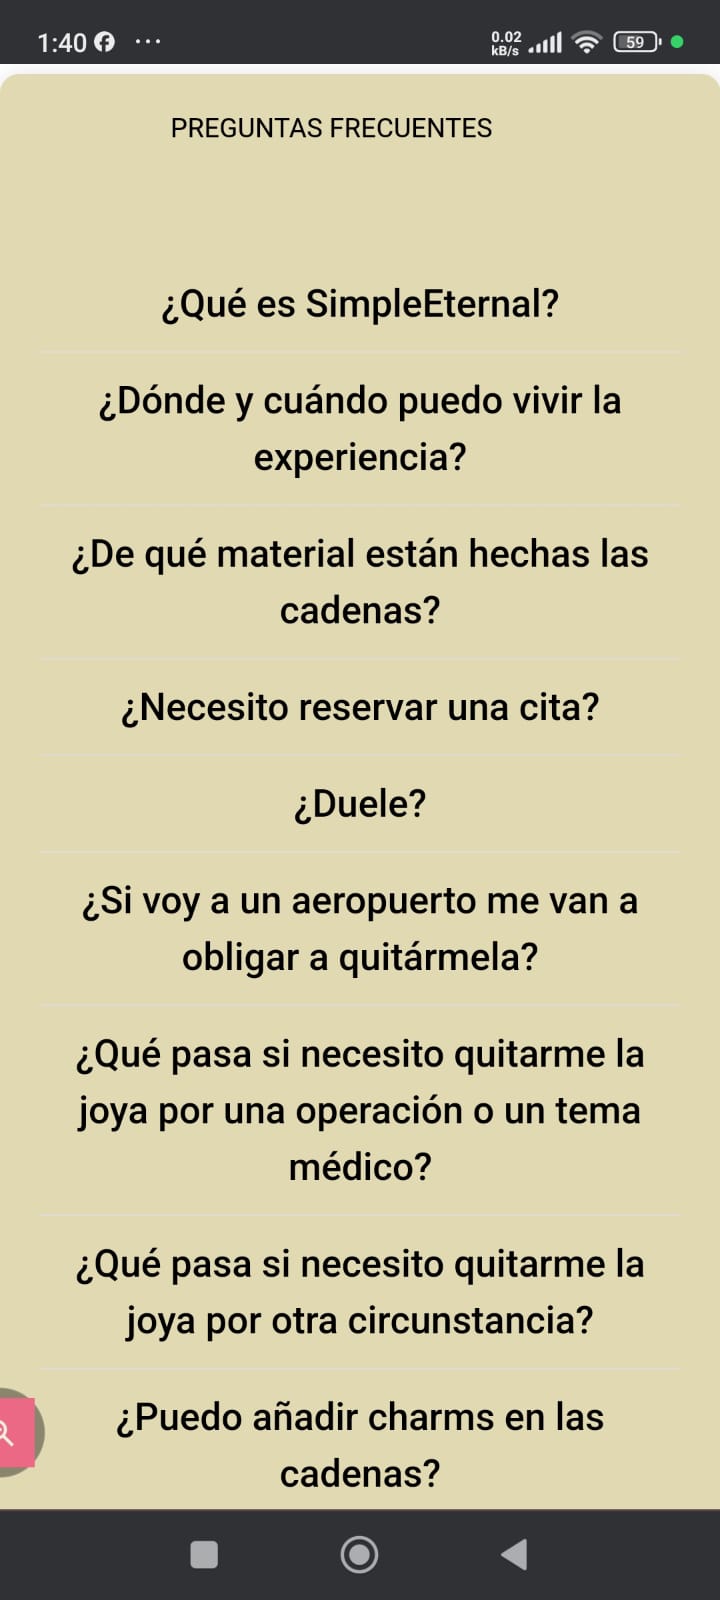 1:40
0.02
kB/s
59
PREGUNTAS FRECUENTES
¿Qué es SimpleEternal?
¿Dónde y cuándo puedo vivir la
experiencia?
¿De qué material están hechas las
cadenas?
¿Necesito reservar una cita?
¿Duele?
¿Si voy a un aeropuerto me van a
obligar a quitármela?
¿Qué pasa si necesito quitarme la
joya por una operación o un tema
médico?
¿Qué pasa si necesito quitarme la
joya por otra circunstancia?
¿Puedo añadir charms en las
cadenas?